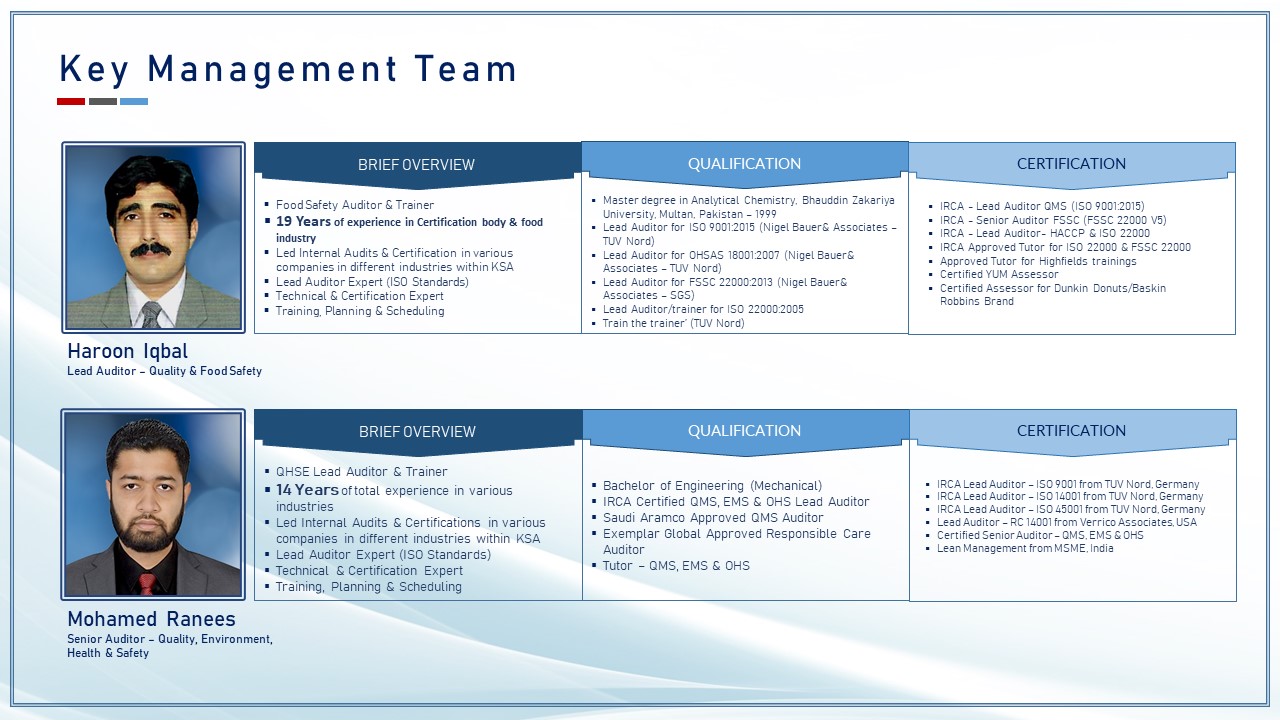 Key Management Team
BRIEF OVERVIEW
▪ Food Safety Auditor & Trainer
▪ 19 Years of experience in Certification body & food
industry
▪ Led Internal Audits & Certification in various
companies in different industries within KSA
▪ Lead Auditor Expert (ISO Standards)
▪ Technical & Certification Expert
▪ Training, Planning & Scheduling
QUALIFICATION
▪ Master degree in Analytical Chemistry, Bhauddin Zakariya
University, Multan, Pakistan – 1999
▪ Lead Auditor for ISO 9001:2015 (Nigel Bauer& Associates –
TUV Nord)
▪ Lead Auditor for OHSAS 18001:2007 (Nigel Bauer&
Associates – TUV Nord)
▪ Lead Auditor for FSSC 22000:2013 (Nigel Bauer&
Associates – SGS)
▪ Lead Auditor/trainer for ISO 22000:2005
▪ Train the trainer' (TUV Nord)
CERTIFICATION
▪ IRCA - Lead Auditor QMS (ISO 9001:2015)
▪ IRCA - Senior Auditor FSSC (FSSC 22000 V5)
▪ IRCA - Lead Auditor- HACCP & ISO 22000
▪ IRCA Approved Tutor for ISO 22000 & FSSC 22000
▪ Approved Tutor for Highfields trainings
▪ Certified YUM Assessor
▪ Certified Assessor for Dunkin Donuts/Baskin
Robbins Brand
Haroon Iqbal
Lead Auditor – Quality & Food Safety
BRIEF OVERVIEW
▪ QHSE Lead Auditor & Trainer
▪ 14 Years of total experience in various
industries
▪ Led Internal Audits & Certifications in various
companies in different industries within KSA
▪ Lead Auditor Expert (ISO Standards)
▪ Technical & Certification Expert
▪ Training, Planning & Scheduling
QUALIFICATION
▪ Bachelor of Engineering (Mechanical)
▪ IRCA Certified QMS, EMS & OHS Lead Auditor
▪ Saudi Aramco Approved QMS Auditor
▪ Exemplar Global Approved Responsible Care
Auditor
▪ Tutor – QMS, EMS & OHS
CERTIFICATION
▪ IRCA Lead Auditor – ISO 9001 from TUV Nord, Germany
▪ IRCA Lead Auditor – ISO 14001 from TUV Nord, Germany
▪ IRCA Lead Auditor – ISO 45001 from TUV Nord, Germany
▪ Lead Auditor – RC 14001 from Verrico Associates, USA
▪ Certified Senior Auditor – QMS, EMS & OHS
▪ Lean Management from MSME, India
Mohamed Ranees
Senior Auditor – Quality, Environment,
Health & Safety